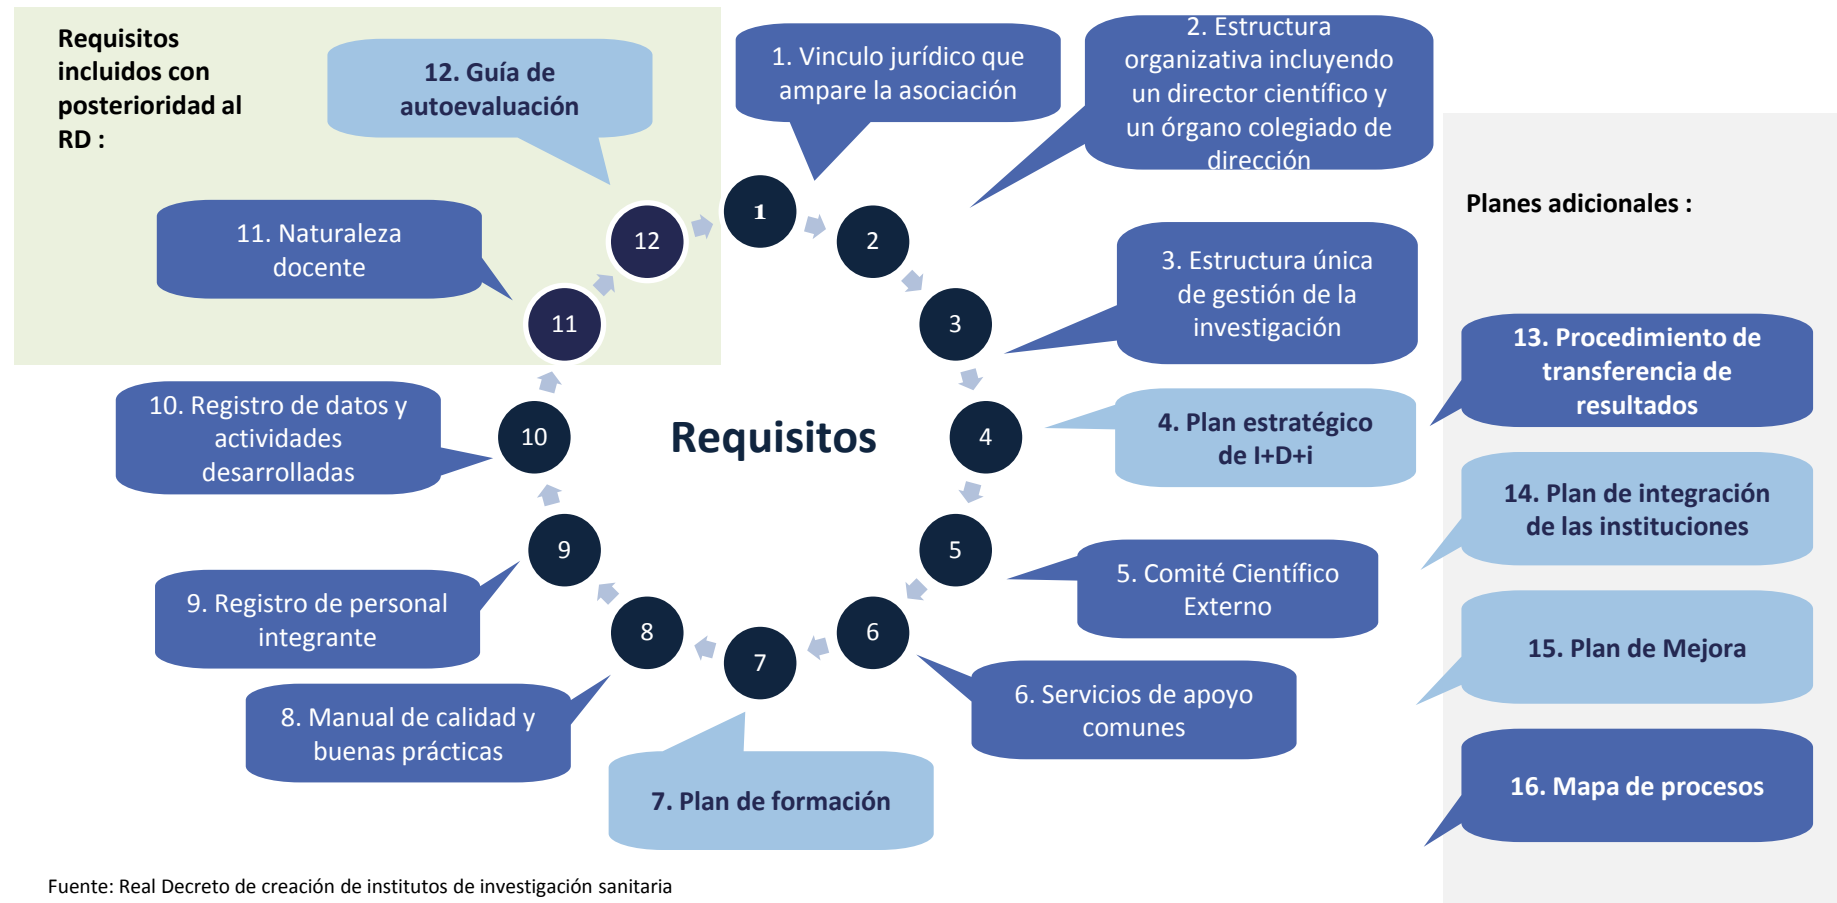 Requisitos
incluidos con
posterioridad al
RD :
12. Guía de
autoevaluación
1. Vinculo jurídico que
ampare la asociación
2. Estructura
organizativa incluyendo
un director científico y
un órgano colegiado de
dirección
11. Naturaleza
docente
3. Estructura única
de gestión de la
investigación
10. Registro de datos y
actividades
desarrolladas
4. Plan estratégico
de I+D+i
9. Registro de personal
integrante
5. Comité Científico
Externo
8. Manual de calidad y
buenas prácticas
7. Plan de formación
6. Servicios de apoyo
comunes
1
2
3
4
5
6
7
8
9
10
11
12
Requisitos
Planes adicionales :
13. Procedimiento de
transferencia de
resultados
14. Plan de integración
de las instituciones
15. Plan de Mejora
16. Mapa de procesos
Fuente: Real Decreto de creación de institutos de investigación sanitaria